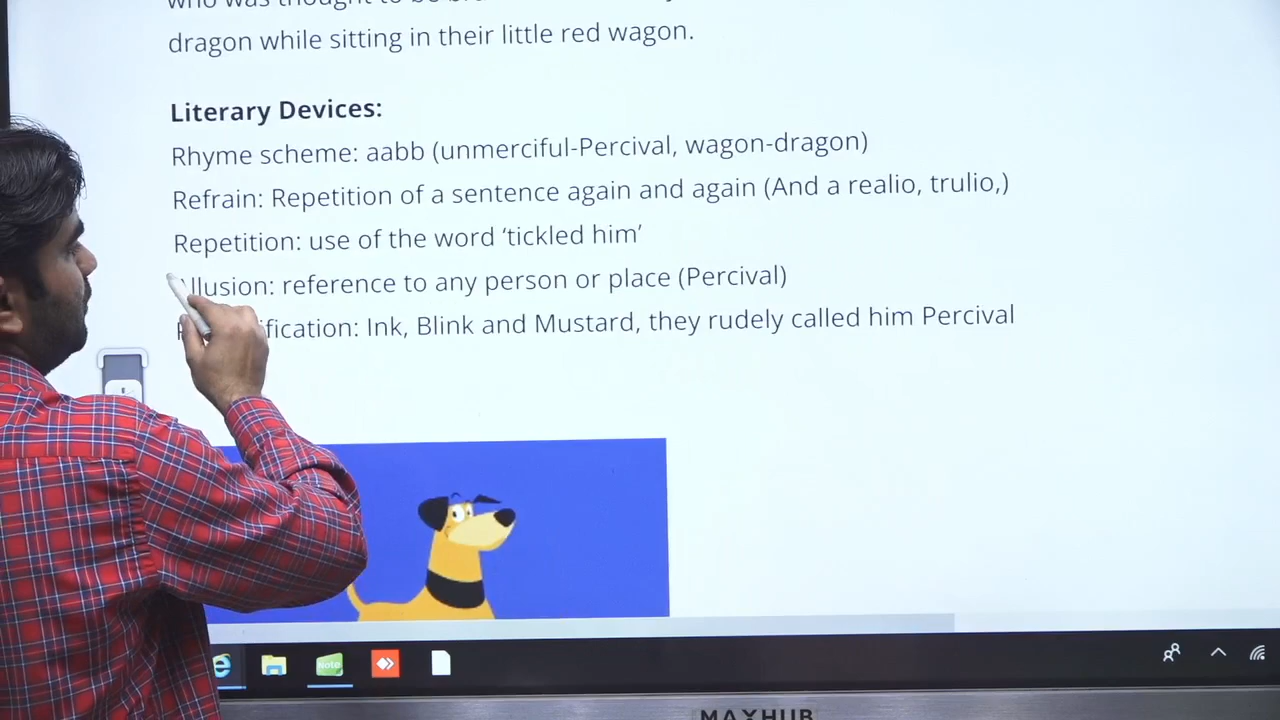 dragon while sitting in their little red wagon.
Literary Devices:
Rhyme scheme: aabb (unmerciful-Percival, wagon-dragon)
Refrain: Repetition of a sentence again and again (And a realio, trulio,)
Repetition: use of the word ‘tickled him’
reference to any person or place (Percival)
Ink, Blink and Mustard, they rudely called him Percival
Note
MAXHUB